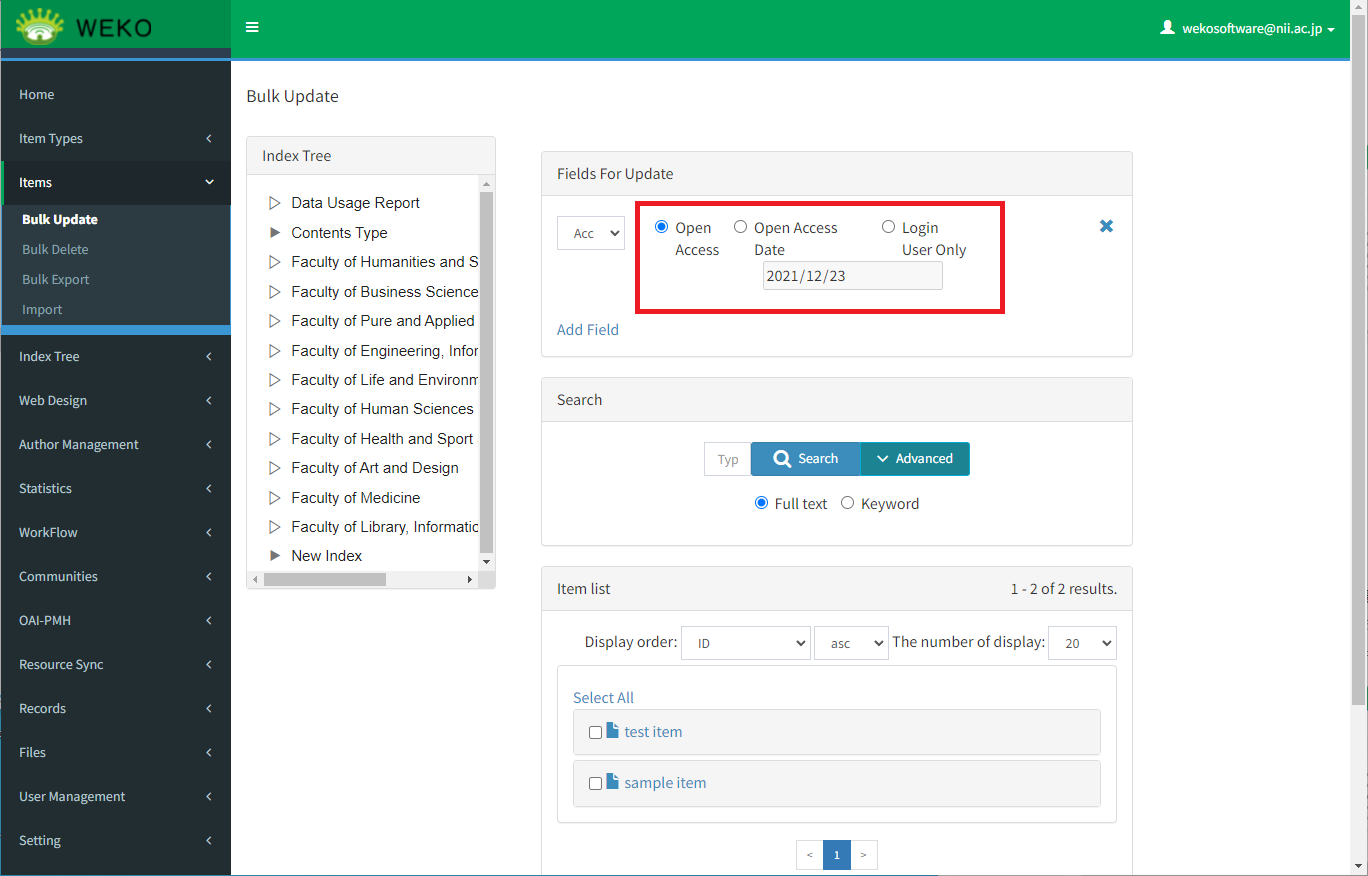 WEKO
wekosoftware@nii.ac.jp
Home
Item Types
Items
Bulk Update
Bulk Delete
Bulk Export
Import
Index Tree
Web Design
Author Management
Statistics
WorkFlow
Communities
OAI-PMH
Resource Sync
Records
Files
User Management
Setting
Bulk Update
Index Tree
Data Usage Report
Contents Type
Faculty of Humanities and S
Faculty of Business Science
Faculty of Pure and Applied
Faculty of Engineering, Infor
Faculty of Life and Environm
Faculty of Human Sciences
Faculty of Health and Sport
Faculty of Art and Design
Faculty of Medicine
Faculty of Library, Informatic
New Index
Fields For Update
Acc
Open Access
Open Access Date
2021/12/23
Login User Only
Add Field
Search
Typ
Search
Advanced
Full text
Keyword
Item list
1 - 2 of 2 results.
Display order: ID asc The number of display: 20
Select All
test item
sample item
< 1 >